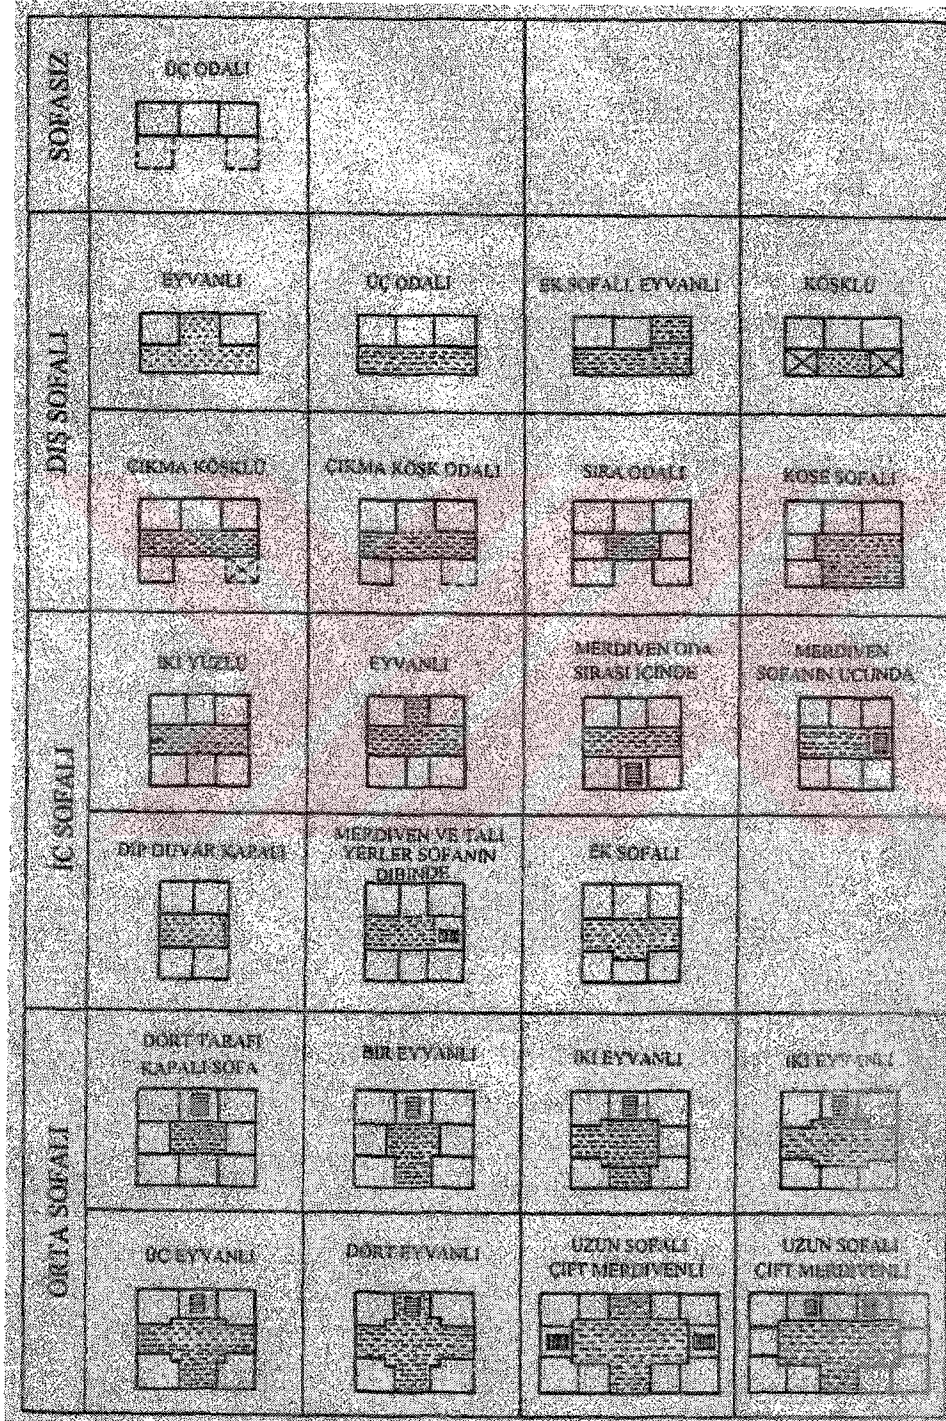 SOFASIZ
ÜÇ ODALI
DIŞ SOFALI
EYVANLI
ÜÇ ODALI
EK SOFALI, EYVANLI
KÖŞKLÜ
ÇIKMA KÖŞKLÜ
ÇIKMA KÖŞK ODALI
SIRA ODALI
KÖŞE SOFALI
İÇ SOFALI
İKİ YÜZLÜ
EYVANLI
MERDİVEN ODA
SIRASI İÇİNDE
MERDİVEN
SOFANIN UCUNDA
DİP DUVAR KAPALI
MERDİVEN VE TALİ
YERLER SOFANIN
DİBİNDE
EK SOFALI
ORTA SOFALI
DÖRT TARAFI
KAPALI SOFA
BİR EYVANLI
İKİ EYVANLI
İKİ EYVANLI
ÜÇ EYVANLI
DÖRT EYVANLI
UZUN SOFALI
ÇİFT MERDİVENLİ
UZUN SOFALI
ÇİFT MERDİVENLİ